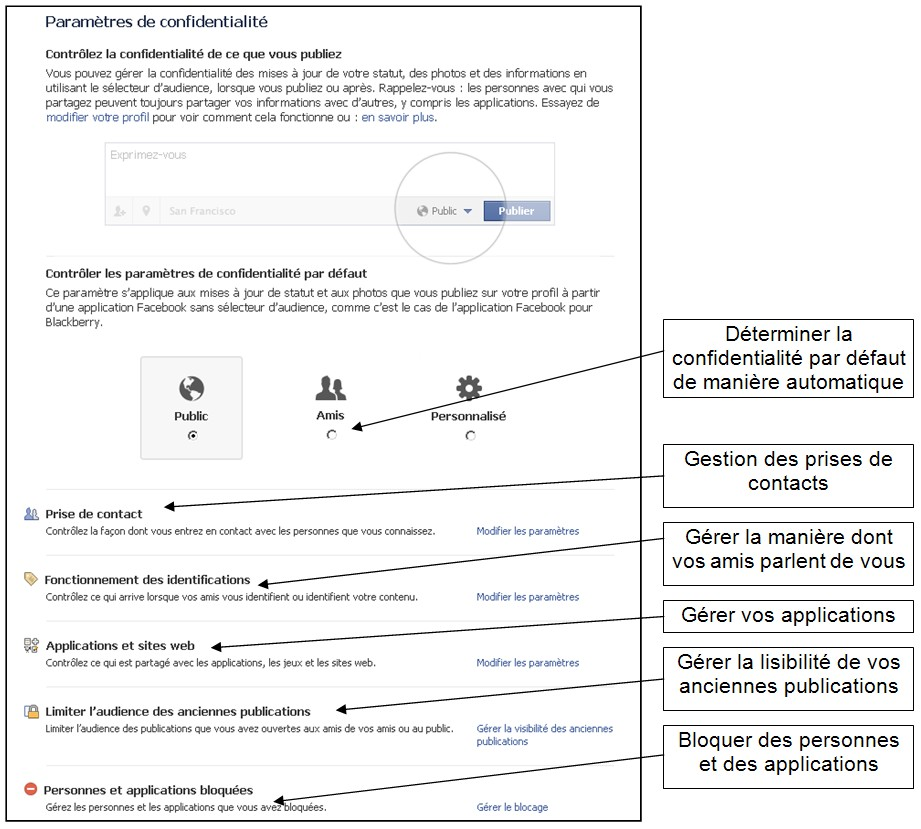 Paramètres de confidentialité
Contrôlez la confidentialité de ce que vous publiez
Vous pouvez gérer la confidentialité des mises à jour de votre statut, des photos et des informations en
utilisant le sélecteur d'audience, lorsque vous publiez ou après. Rappelez-vous : les personnes avec qui vous
partagez peuvent toujours partager vos informations avec d'autres, y compris les applications. Essayez de
modifier votre profil pour voir comment cela fonctionne ou : en savoir plus.
Exprimez-vous
San Francisco
Public
Publier
Contrôler les paramètres de confidentialité par défaut
Ce paramètre s'applique aux mises à jour de statut et aux photos que vous publiez sur votre profil à partir
d'une application Facebook sans sélecteur d'audience, comme c'est le cas de l'application Facebook pour
Blackberry.
Déterminer la
confidentialité par défaut
de manière automatique
Public
Amis
Personnalisé
Gestion des prises de
contacts
Prise de contact
Contrôlez la façon dont vous entrez en contact avec les personnes que vous connaissez.
Modifier les paramètres
Gérer la manière dont
vos amis parlent de vous
Fonctionnement des identifications
Contrôlez ce qui arrive lorsque vos amis vous identifient ou identifient votre contenu.
Modifier les paramètres
Gérer vos applications
Applications et sites web
Contrôlez ce qui est partagé avec les applications, les jeux et les sites web.
Modifier les paramètres
Gérer la lisibilité de vos
anciennes publications
Limiter l'audience des anciennes publications
Limiter l'audience des publications que vous avez ouvertes aux amis de vos amis ou au public.
Gérer la visibilité des anciennes
publications
Bloquer des personnes
et des applications
Personnes et applications bloquées
Gérez les personnes et les applications que vous avez bloquées.
Gérer le blocage